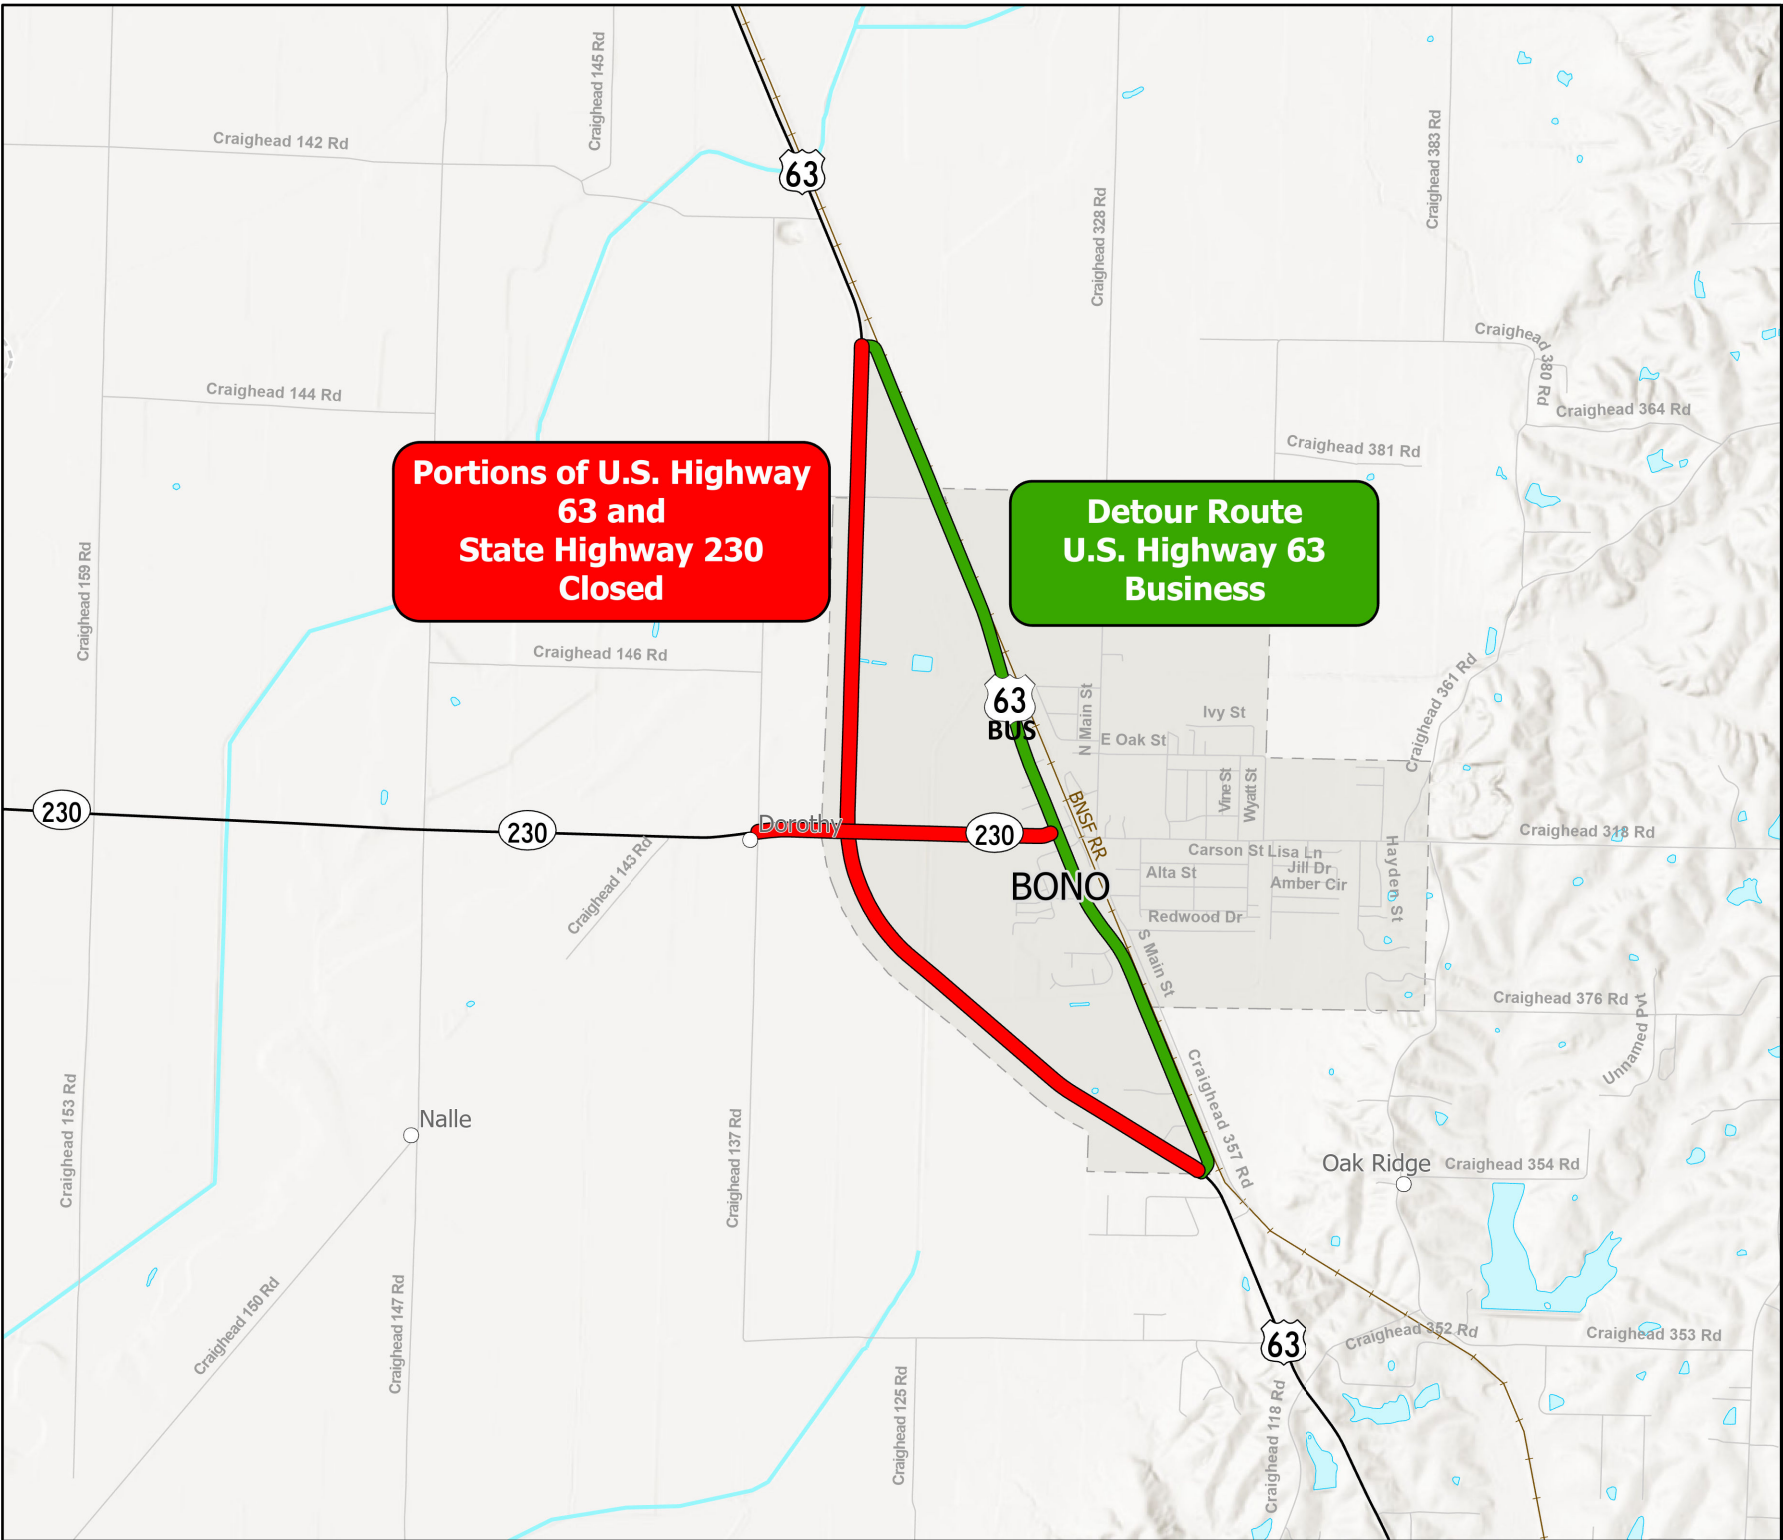 Craighead 145 Rd
Craighead 142 Rd
63
Craighead 328 Rd
Craighead 383 Rd
Craighead 380 Rd
Craighead 144 Rd
Craighead 364 Rd
Craighead 381 Rd
Portions of U.S. Highway
63 and
State Highway 230
Closed
Detour Route
U.S. Highway 63
Business
Craighead 159 Rd
Craighead 146 Rd
Craighead 361 Rd
63
BUS
N Main St
Ivy St
E Oak St
Vine St
Wyatt St
BNSF RR
230
230
Dorothy
230
Craighead 318 Rd
Craighead 143 Rd
Carson St
Lisa Ln
Jill Dr
Amber Cir
Alta St
Hayden St
BONO
Redwood Dr
S Main St
Craighead 376 Rd
Unnamed Pvt
Craighead 153 Rd
Nalle
Craighead 137 Rd
Craighead 357 Rd
Oak Ridge
Craighead 354 Rd
Craighead 150 Rd
Craighead 147 Rd
63
Craighead 352 Rd
Craighead 353 Rd
Craighead 125 Rd
Craighead 118 Rd